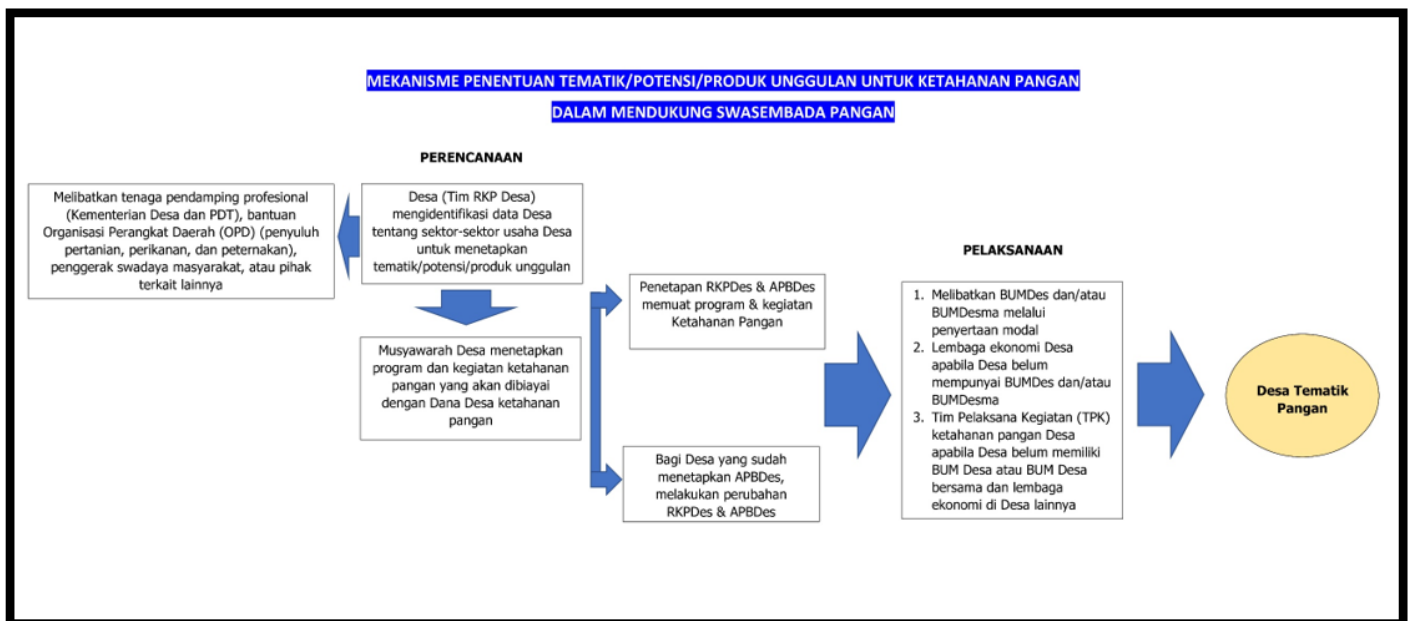 MEKANISME PENENTUAN TEMATIK/POTENSI/PRODUK UNGGULAN UNTUK KETAHANAN PANGAN
DALAM MENDUKUNG SWASEMBADA PANGAN
PERENCANAAN
Melibatkan tenaga pendamping profesional
(Kementerian Desa dan PDT), bantuan
Organisasi Perangkat Daerah (OPD) (penyuluh
pertanian, perikanan, dan peternakan),
penggerak swadaya masyarakat, atau pihak
terkait lainnya
Desa (Tim RKP Desa)
mengidentifikasi data Desa
tentang sektor-sektor usaha Desa
untuk menetapkan
tematik/potensi/produk unggulan
Musyawarah Desa menetapkan
program dan kegiatan ketahanan
pangan yang akan dibiayai
dengan Dana Desa ketahanan
pangan
Penetapan RKPDes & APBDes
memuat program & kegiatan
Ketahanan Pangan
Bagi Desa yang sudah
menetapkan APBDes,
melakukan perubahan
RKPDes & APBDes
PELAKSANAAN
1. Melibatkan BUMDes dan/atau
BUMDesma melalui
penyertaan modal
2. Lembaga ekonomi Desa
apabila Desa belum
mempunyai BUMDes dan/atau
BUMDesma
3. Tim Pelaksana Kegiatan (TPK)
ketahanan pangan Desa
apabila Desa belum memiliki
BUM Desa atau BUM Desa
bersama dan lembaga
ekonomi di Desa lainnya
Desa Tematik
Pangan